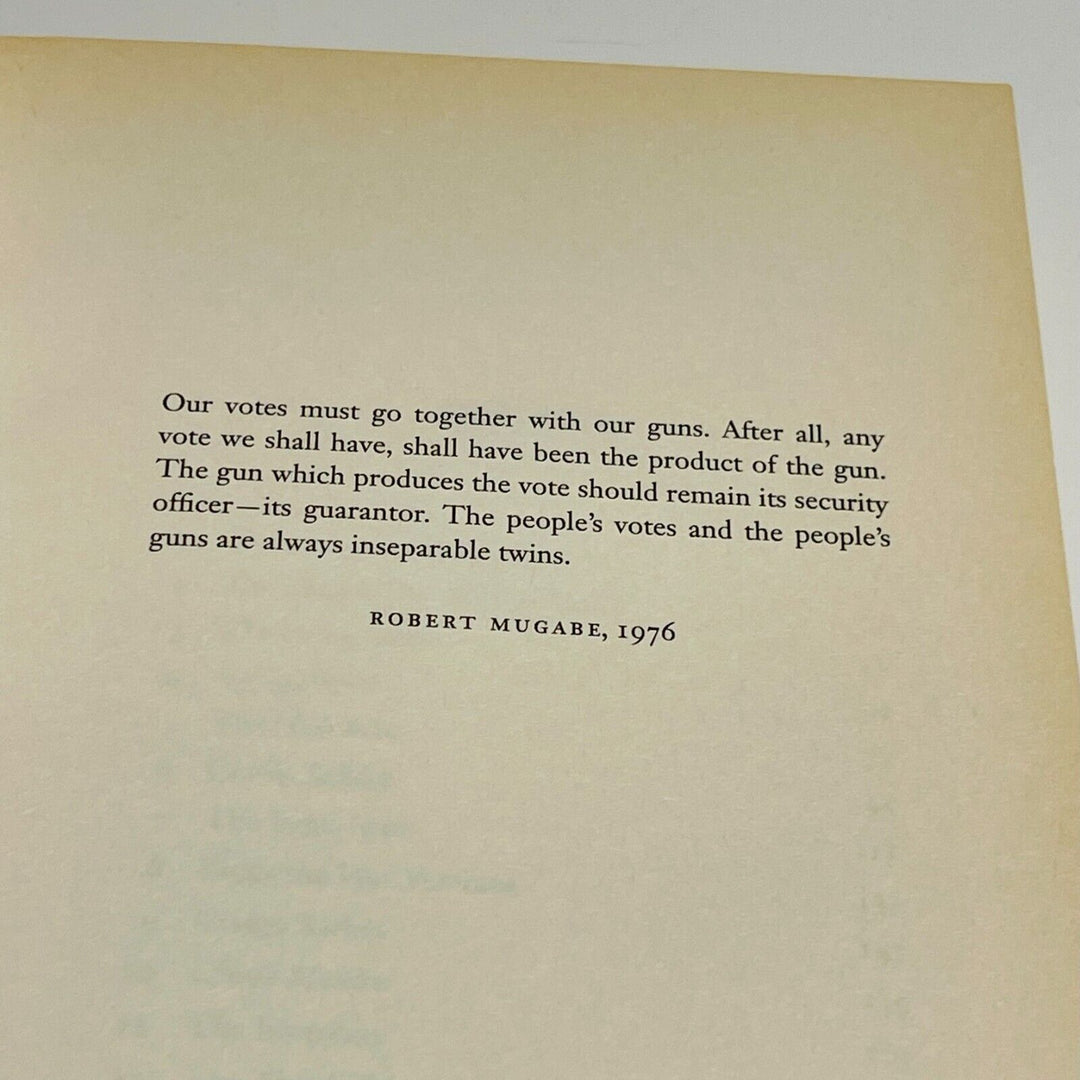 Our votes must go together with our guns. After all, any
vote we shall have, shall have been the product of the gun.
The gun which produces the vote should remain its security
officer—its guarantor. The people's votes and the people's
guns are always inseparable twins.
ROBERT MUGABE, 1976